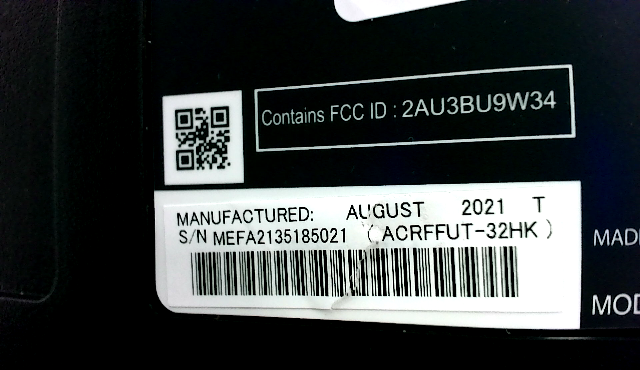 Contains FCC ID : 2AU3BU9W34
MANUFACTURED: AUGUST 2021 T
S/N MEFA2135185021 (ACRFFUT-32HK)